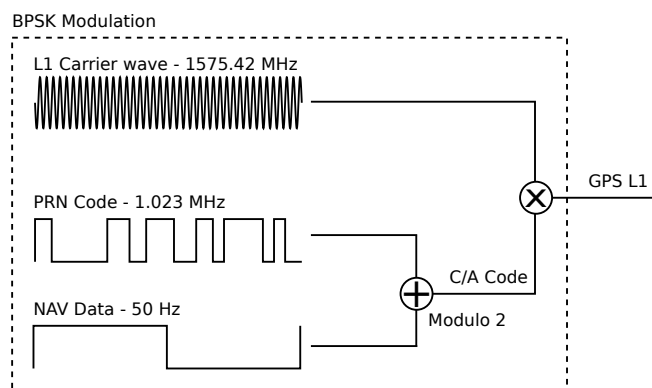 BPSK Modulation
L1 Carrier wave - 1575.42 MHz
GPS L1
PRN Code - 1.023 MHz
C/A Code
NAV Data - 50 Hz
Modulo 2